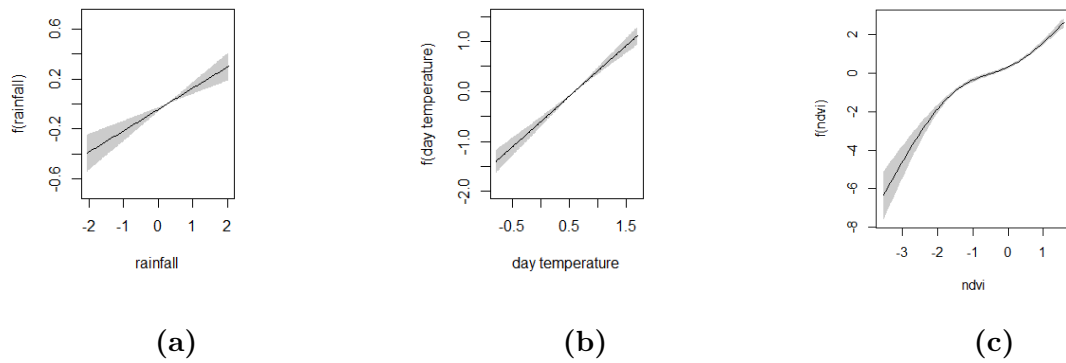 f(rainfall)
0.6
0.2
-0.2
-0.6
-2 -1 0 1 2
rainfall
(a)
f(day temperature)
1.0
0.0
-1.0
-2.0
-0.5 0.5 1.5
day temperature
(b)
f(ndvi)
2
0
-2
-4
-6
-8
-3 -2 -1 0 1
ndvi
(c)